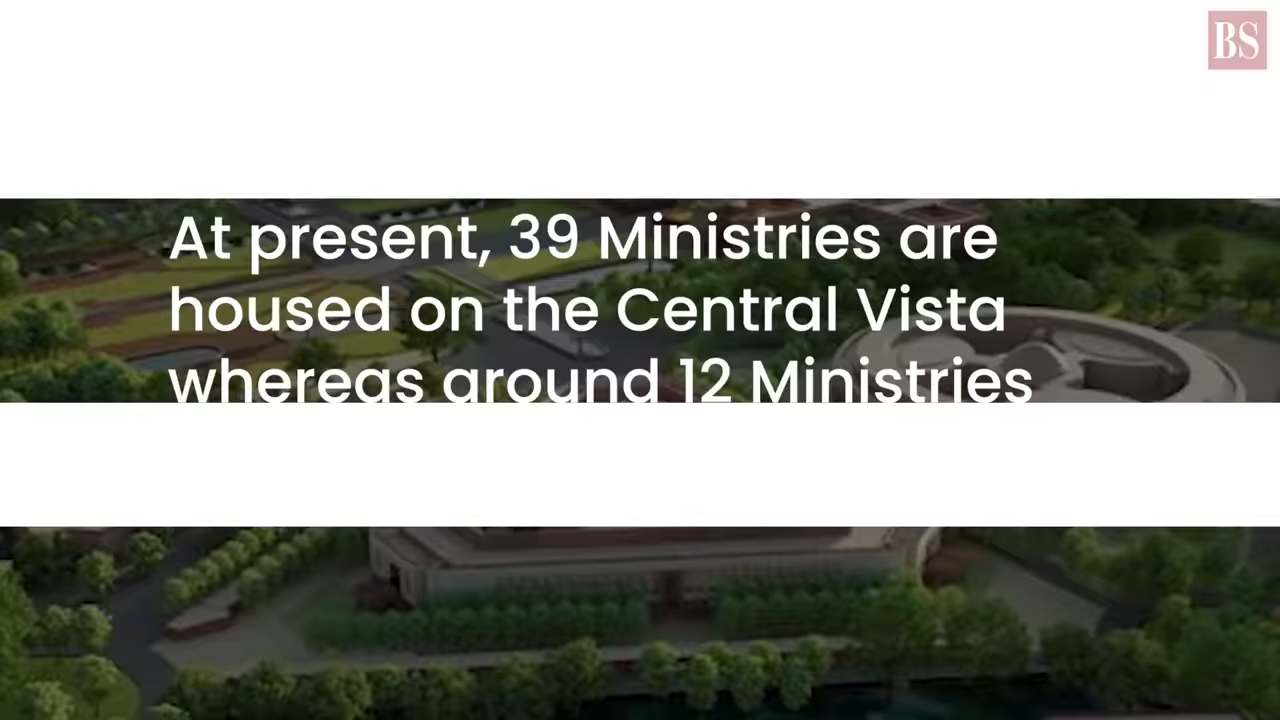 BS
At present, 39 Ministries are
housed on the Central Vista
whereas around 12 Ministries